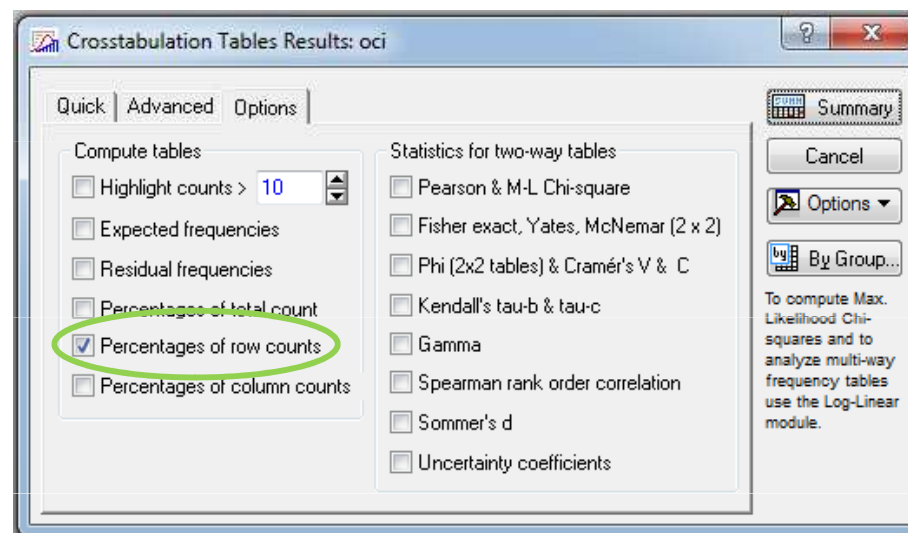 Crosstabulation Tables Results: oci
Quick Advanced Options
Compute tables
Highlight counts > 10
Expected frequencies
Residual frequencies
Percentages of total count
Percentages of row counts
Percentages of column counts
Statistics for two-way tables
Pearson & M-L Chi-square
Fisher exact, Yates, McNemar (2 x 2)
Phi (2x2 tables) & Cramér's V & C
Kendall's tau-b & tau-c
Gamma
Spearman rank order correlation
Sommer's d
Uncertainty coefficients
Summary
Cancel
Options
By Group...
To compute Max.
Likelihood Chi-
squares and to
analyze multi-way
frequency tables
use the Log-Linear
module.